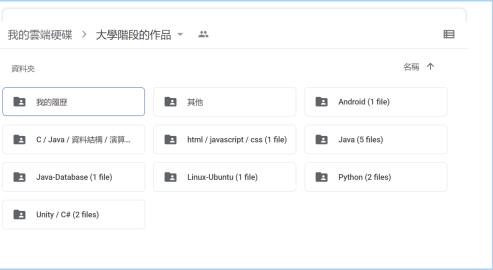 我的雲端硬碟 > 大學階段的作品
資料夾
名稱 ↑
我的履歷
其他
Android (1 file)
C / Java / 資料結構 / 演算...
html / javascript / css (1 file)
Java (5 files)
Java-Database (1 file)
Linux-Ubuntu (1 file)
Python (2 files)
Unity / C# (2 files)